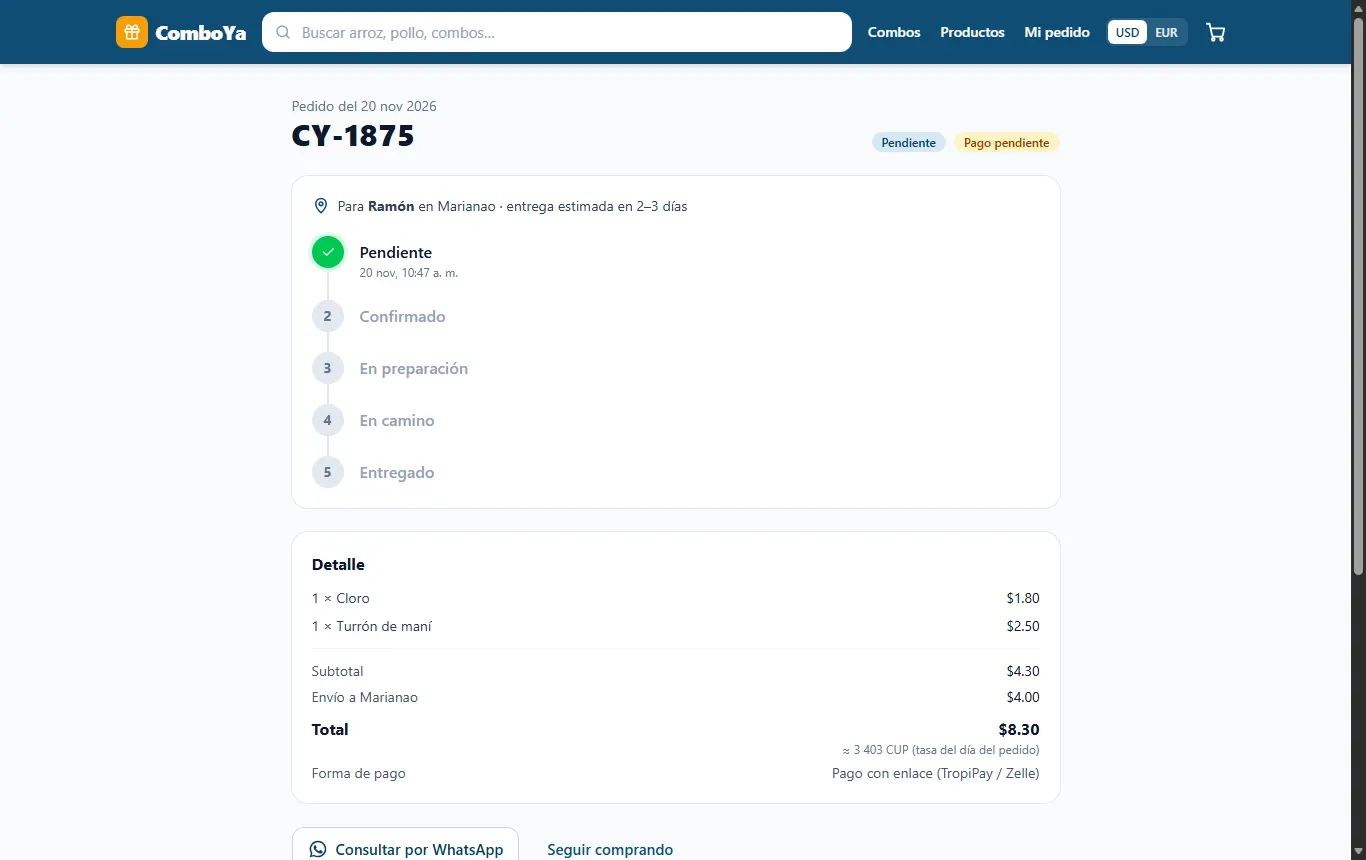 ComboYa
Buscar arroz, pollo, combos...
Combos
Productos
Mi pedido
USD
EUR
Pedido del 20 nov 2026
CY-1875
Pendiente
Pago pendiente
Para Ramón en Marianao · entrega estimada en 2–3 días
Pendiente
20 nov, 10:47 a. m.
2 Confirmado
3 En preparación
4 En camino
5 Entregado
Detalle
1 × Cloro $1.80
1 × Turrón de maní $2.50
Subtotal $4.30
Envío a Marianao $4.00
Total $8.30
≈ 3 403 CUP (tasa del día del pedido)
Forma de pago Pago con enlace (TropiPay / Zelle)
Consultar por WhatsApp
Seguir comprando